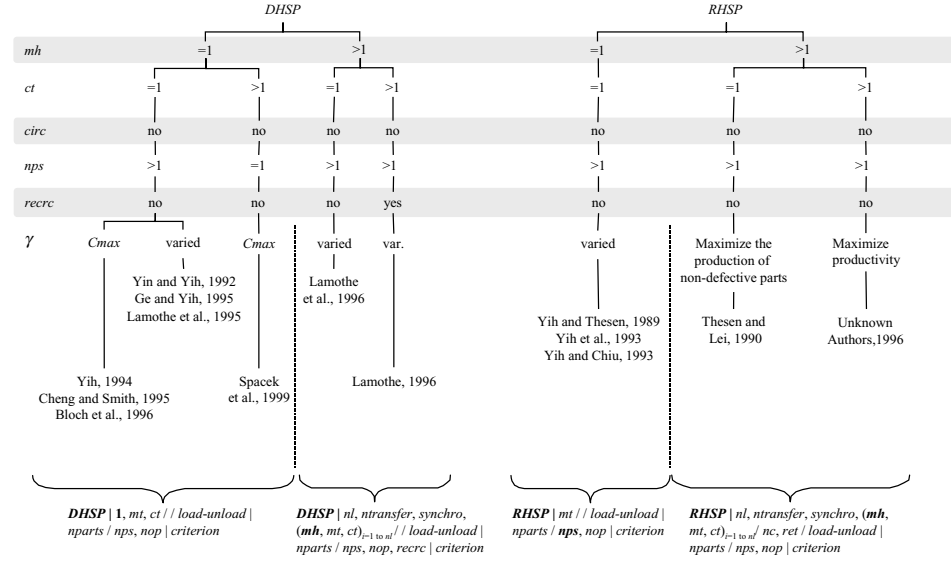 DHSP RHSP
mh =1 >1 =1 >1
ct =1 >1 =1 >1 =1 =1 >1
circ no no no no no no no
nps >1 =1 >1 >1 >1 >1 >1
recrc no no no yes no no no
γ Cmax varied Cmax varied var. varied Maximize the production of non-defective parts Maximize productivity
Yin and Yih, 1992
Ge and Yih, 1995
Lamothe et al., 1995
Lamothe
et al., 1996
Yih and Thesen, 1989
Yih et al., 1993
Yih and Chiu, 1993
Thesen and
Lei, 1990
Unknown
Authors,1996
Yih, 1994
Cheng and Smith, 1995
Bloch et al., 1996
Spacek
et al., 1999
Lamothe, 1996
DHSP | 1, mt, ct / / load-unload |
nparts / nps, nop | criterion
DHSP | nl, ntransfer, synchro,
(mh, mt, ct)i=1 to nl / / load-unload |
nparts / nps, nop, recrc | criterion
RHSP | mt / / load-unload |
nparts / nps, nop | criterion
RHSP | nl, ntransfer, synchro, (mh,
mt, ct)i=1 to nl / nc, ret / load-unload |
nparts / nps, nop | criterion